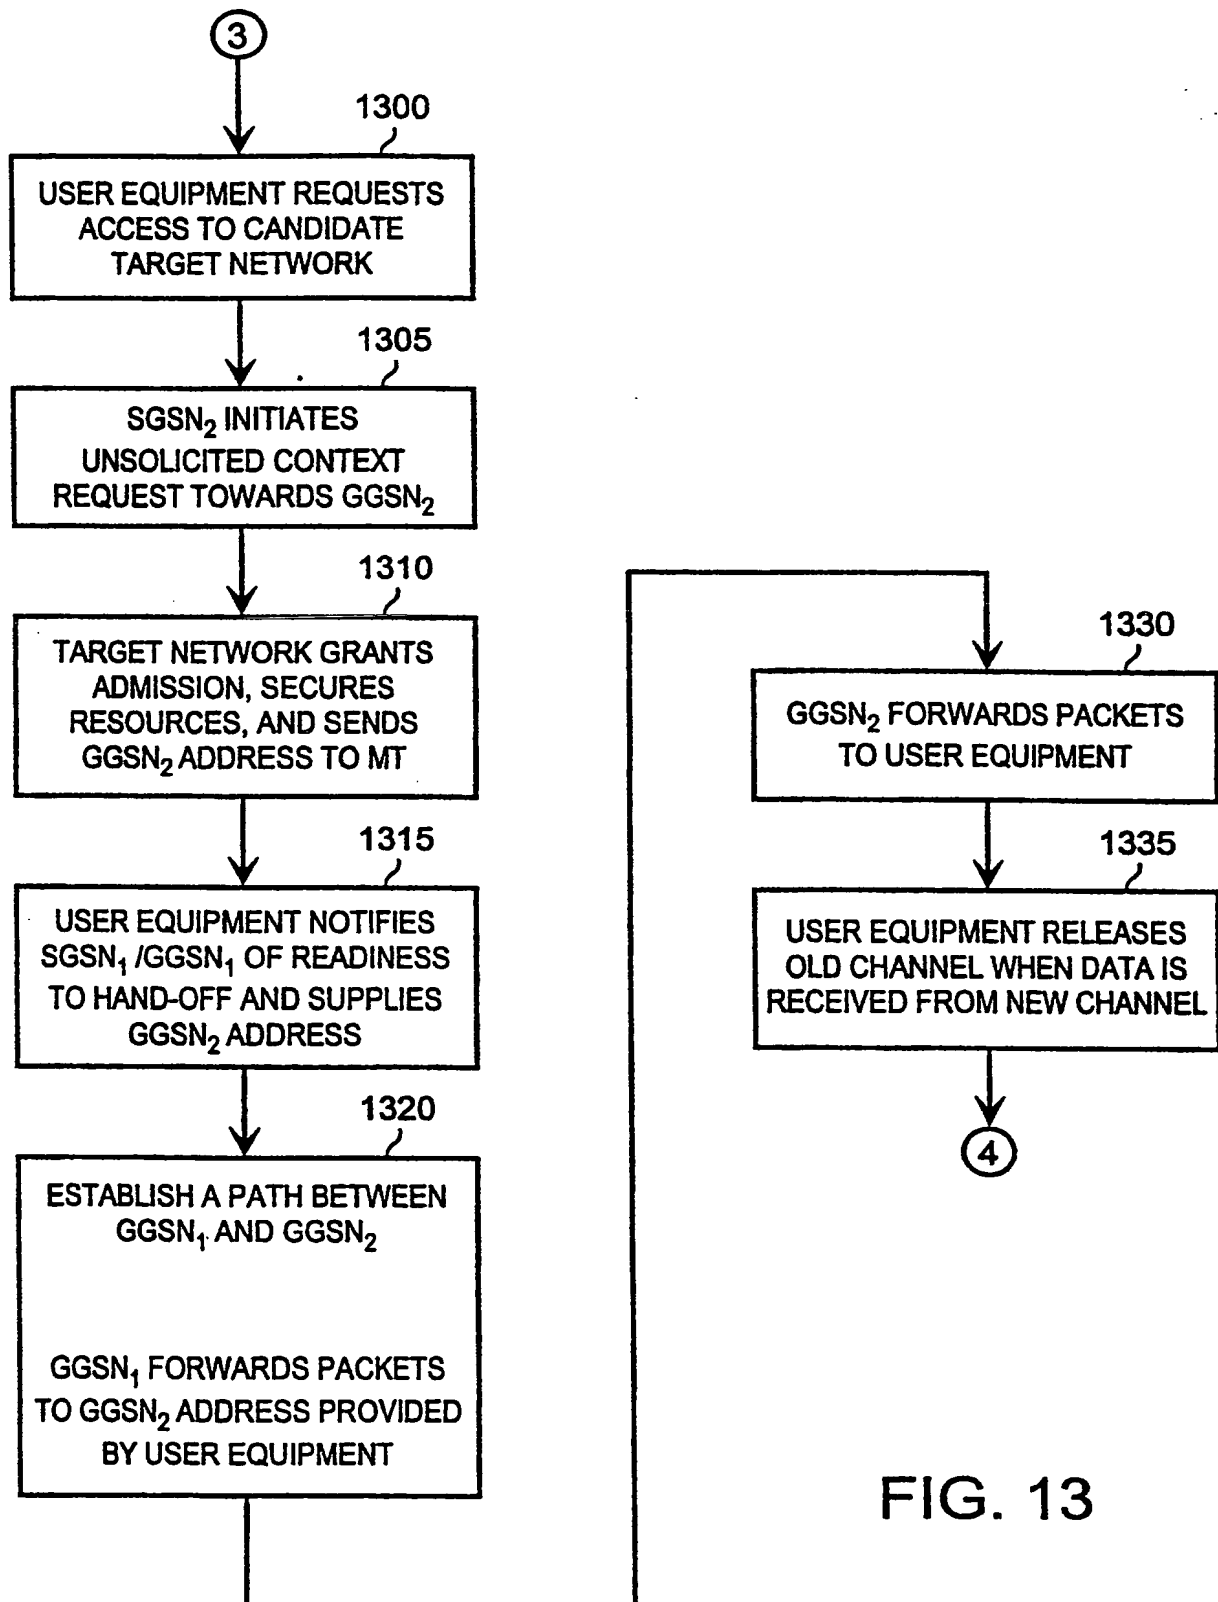 3
1300
USER EQUIPMENT REQUESTS
ACCESS TO CANDIDATE
TARGET NETWORK
1305
SGSN₂ INITIATES
UNSOLICITED CONTEXT
REQUEST TOWARDS GGSN₂
1310
TARGET NETWORK GRANTS
ADMISSION, SECURES
RESOURCES, AND SENDS
GGSN₂ ADDRESS TO MT
1315
USER EQUIPMENT NOTIFIES
SGSN₁/GGSN₁ OF READINESS
TO HAND-OFF AND SUPPLIES
GGSN₂ ADDRESS
1320
ESTABLISH A PATH BETWEEN
GGSN₁ AND GGSN₂
GGSN₁ FORWARDS PACKETS
TO GGSN₂ ADDRESS PROVIDED
BY USER EQUIPMENT
1330
GGSN₂ FORWARDS PACKETS
TO USER EQUIPMENT
1335
USER EQUIPMENT RELEASES
OLD CHANNEL WHEN DATA IS
RECEIVED FROM NEW CHANNEL
4
FIG. 13